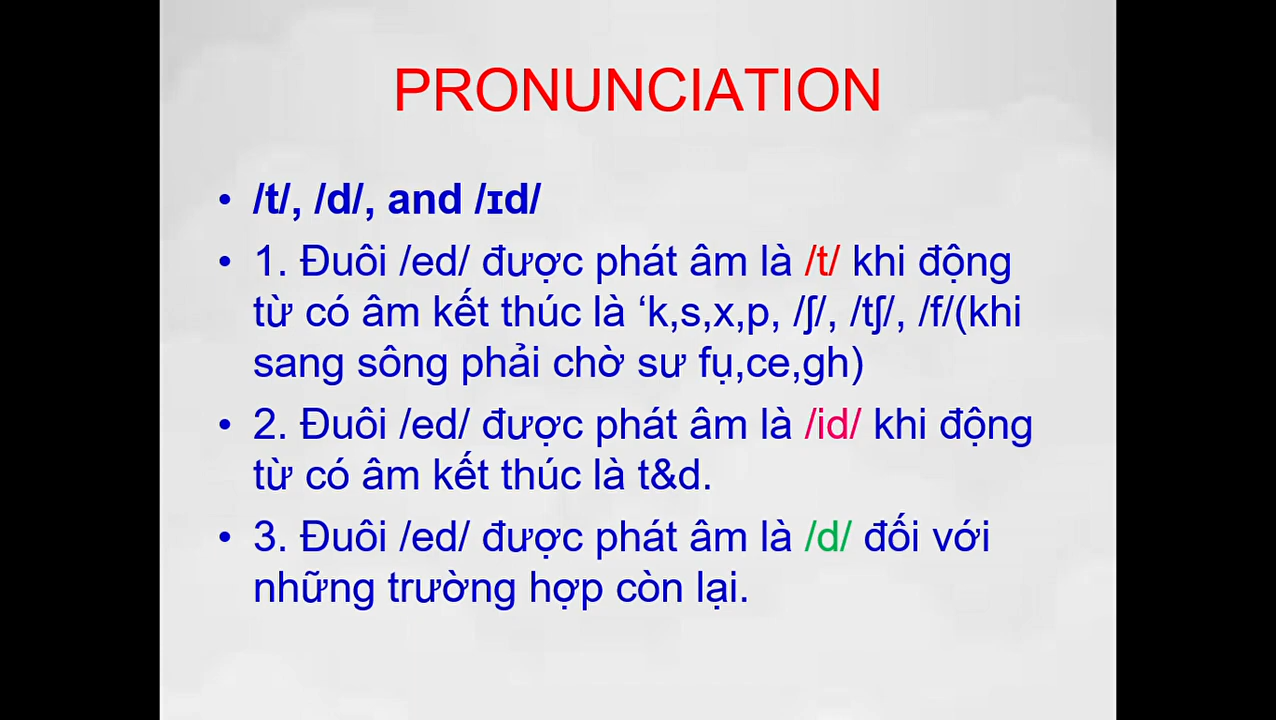 PRONUNCIATION
• /t/, /d/, and /ɪd/
• 1. Đuôi /ed/ được phát âm là /t/ khi động
từ có âm kết thúc là ‘k,s,x,p, /ʃ/, /tʃ/, /f/(khi
sang sông phải chờ sư fụ,ce,gh)
• 2. Đuôi /ed/ được phát âm là /id/ khi động
từ có âm kết thúc là t&d.
• 3. Đuôi /ed/ được phát âm là /d/ đối với
những trường hợp còn lại.